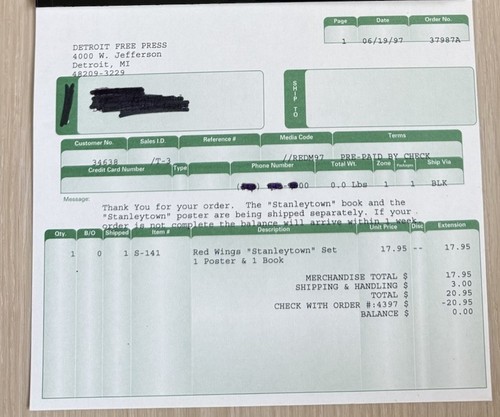 Page Date Order No.
1 06/19/97 37987A
DETROIT FREE PRESS
4000 W. Jefferson
Detroit, MI
48209-3229
SHIP TO
Customer No. Sales I.D. Reference # Media Code Terms
34638 /T-3 //REDM97 PRE-PAID BY CHECK
Credit Card Number Type Phone Number Total Wt. Zone # Packages Ship Via
00 0.0 Lbs 1 1 BLK
Message:
Thank You for your order. The "Stanleytown" book and the
"Stanleytown" poster are being shipped separately. If your
order is not complete the balance will arrive within 1 week
Qty. B/O Shipped Item # Description Unit Price Disc Extension
1 0 1 S-141 Red Wings "Stanleytown" Set 17.95 -- 17.95
1 Poster & 1 Book
MERCHANDISE TOTAL $ 17.95
SHIPPING & HANDLING $ 3.00
TOTAL $ 20.95
CHECK WITH ORDER #:4397 $ -20.95
BALANCE $ 0.00